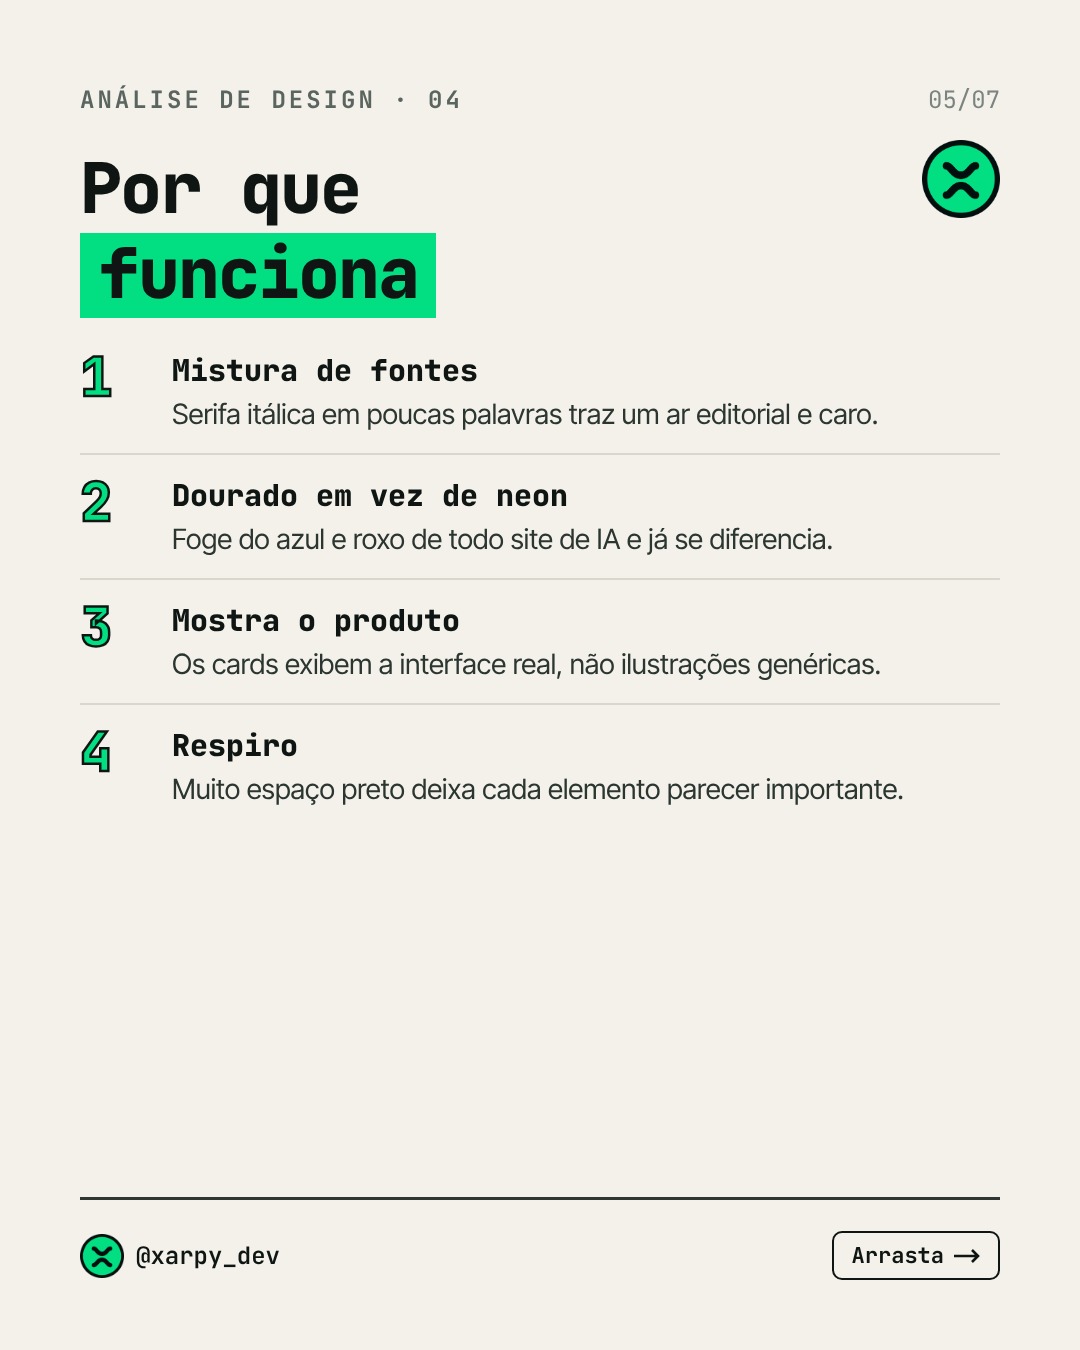 ANÁLISE DE DESIGN · 04
05/07
Por que
funciona
1
Mistura de fontes
Serifa itálica em poucas palavras traz um ar editorial e caro.
2
Dourado em vez de neon
Foge do azul e roxo de todo site de IA e já se diferencia.
3
Mostra o produto
Os cards exibem a interface real, não ilustrações genéricas.
4
Respiro
Muito espaço preto deixa cada elemento parecer importante.
@xarpy_dev
Arrasta →